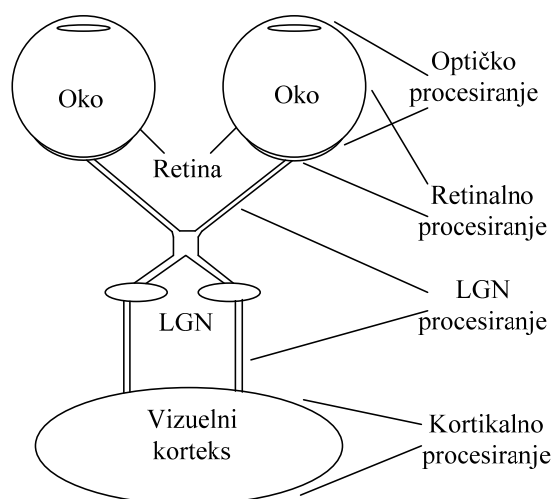 Oko
Oko
Optičko
procesiranje
Retina
Retinalno
procesiranje
LGN
LGN
procesiranje
Vizuelni
korteks
Kortikalno
procesiranje